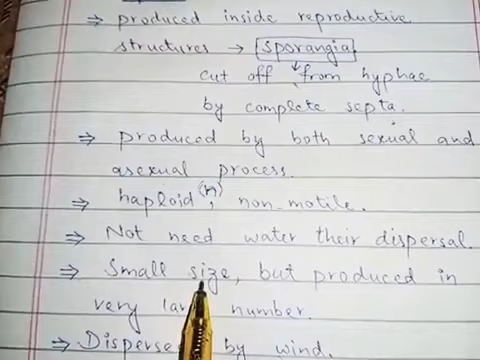 ⇒ produced inside reproductive
structures → Sporangia
cut off from hyphae
by complete septa.
⇒ produced by both sexual and
asexual process.
⇒ haploid (n), non-motile.
⇒ Not need water their dispersal.
⇒ Small size, but produced in
very number.
⇒ by wind.